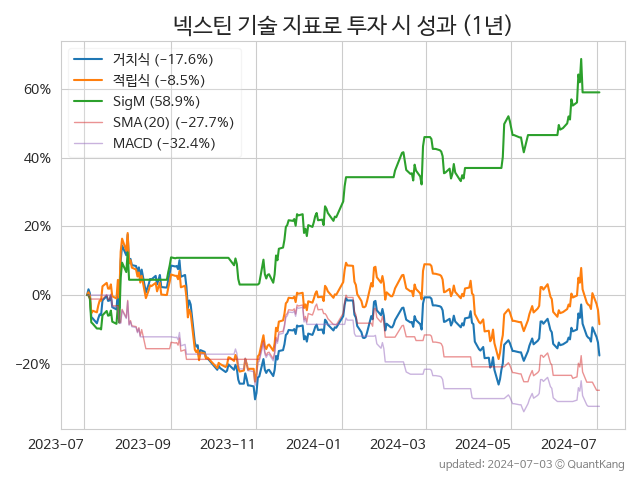 넥스틴 기술 지표로 투자 시 성과 (1년)
거치식 (−17.6%)
적립식 (−8.5%)
SigM (58.9%)
SMA(20) (−27.7%)
MACD (−32.4%)
60%
40%
20%
0%
−20%
2023-07
2023-09
2023-11
2024-01
2024-03
2024-05
2024-07
updated: 2024-07-03 © QuantKang